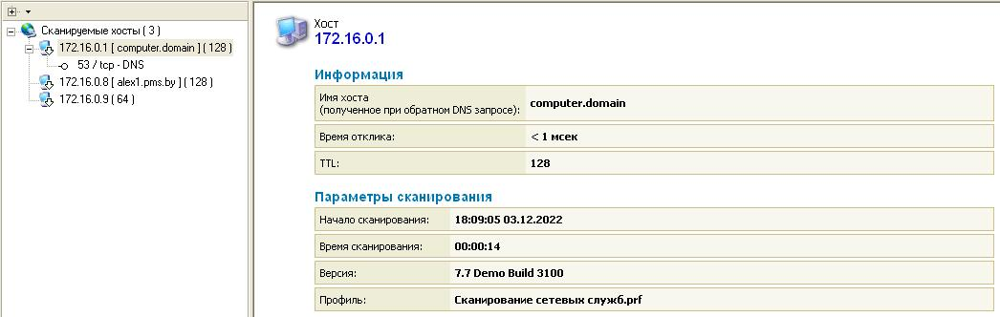 Сканируемые хосты ( 3 )
172.16.0.1 [ computer.domain ] ( 128 )
53 / tcp - DNS
172.16.0.8 [ alex1.pms.by ] ( 128 )
172.16.0.9 ( 64 )
Хост
172.16.0.1
Информация
Имя хоста
(полученное при обратном DNS запросе): computer.domain
Время отклика: < 1 мсек
TTL: 128
Параметры сканирования
Начало сканирования: 18:09:05 03.12.2022
Время сканирования: 00:00:14
Версия: 7.7 Demo Build 3100
Профиль: Сканирование сетевых служб.prf